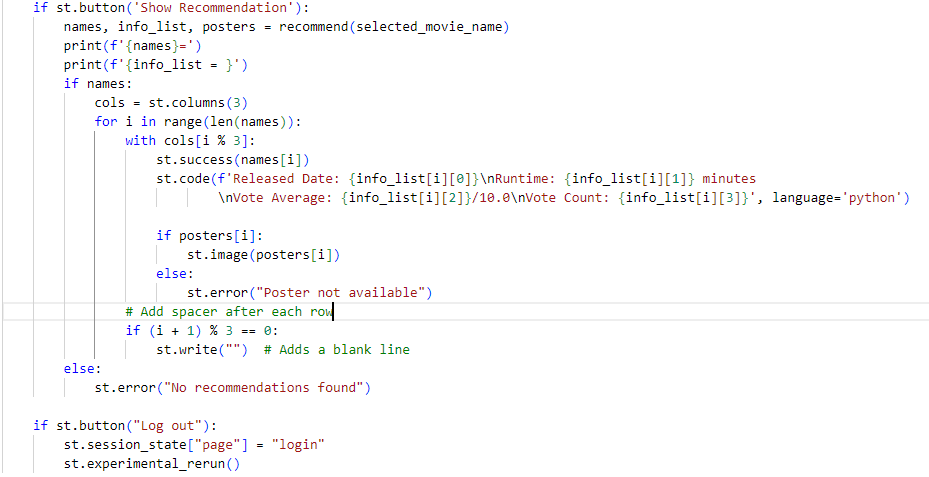 if st.button('Show Recommendation'):
    names, info_list, posters = recommend(selected_movie_name)
    print(f'{names}=')
    print(f'{info_list = }')
    if names:
        cols = st.columns(3)
        for i in range(len(names)):
            with cols[i % 3]:
                st.success(names[i])
                st.code(f'Released Date: {info_list[i][0]}\nRuntime: {info_list[i][1]} minutes
                        \nVote Average: {info_list[i][2]}/10.0\nVote Count: {info_list[i][3]}', language='python')

                if posters[i]:
                    st.image(posters[i])
                else:
                    st.error("Poster not available")
            # Add spacer after each row
            if (i + 1) % 3 == 0:
                st.write("")  # Adds a blank line
    else:
        st.error("No recommendations found")

if st.button("Log out"):
    st.session_state["page"] = "login"
    st.experimental_rerun()